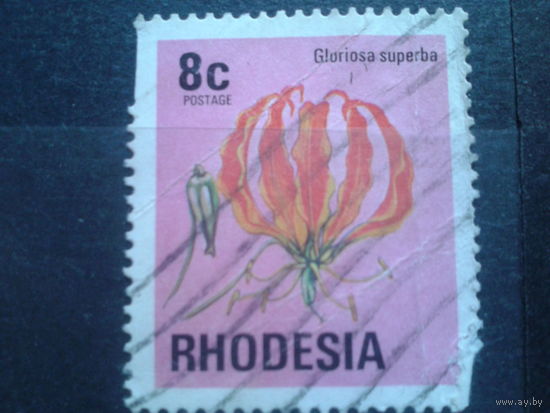 8c
POSTAGE
Gloriosa superba
RHODESIA
www.ay.by